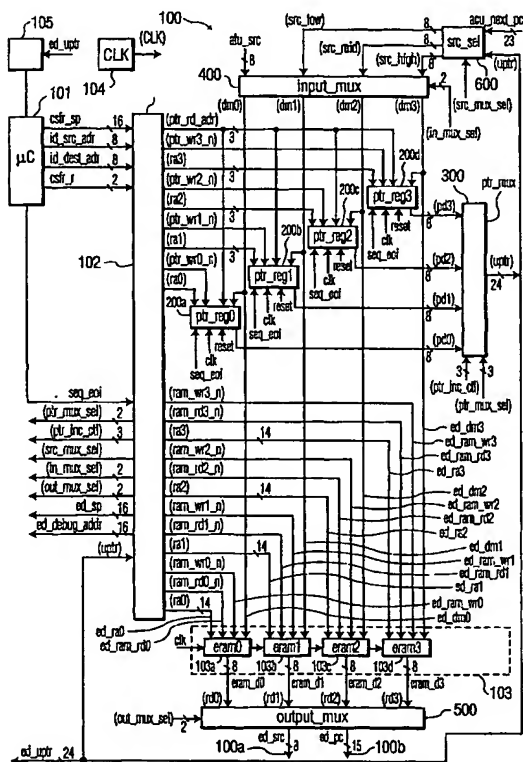 105
ed_uptr
CLK
(CLK)
104
100
atu_src
8
(src_low)
(src_mid)
(src_high)
8
8
8
src_sel
acu_next_pc
23
(uptr)
600
(src_mux_sel)
400
input_mux
2
(in_mux_sel)
(dm0)
(dm1)
(dm2)
(dm3)
101
μC
csfr_sp
16
id_src_adr
8
id_dest_adr
8
csfr_r
2
102
(ptr_rd_adr)
(ptr_wr3_n)
3
(ra3)
3
(ptr_wr2_n)
(ra2)
3
(ptr_wr1_n)
(ra1)
3
(ptr_wr0_n)
(ra0)
200d
ptr_reg3
clk
reset
seq_eoi
200c
ptr_reg2
clk
reset
seq_eoi
200b
ptr_reg1
clk
reset
seq_eoi
200a
ptr_reg0
clk
reset
seq_eoi
300
ptr_mux
(pd3)
8
(pd2)
8
(pd1)
8
(pd0)
8
(uptr)
24
3
3
(ptr_inc_ctl)
(ptr_mux_sel)
seq_eoi
(ptr_mux_sel)
2
(ptr_inc_ctl)
3
(src_mux_sel)
(in_mux_sel)
2
(out_mux_sel)
2
ed_sp
16
ed_debug_addr
16
(uptr)
(ram_wr3_n)
(ram_rd3_n)
(ra3)
14
(ram_wr2_n)
(ram_rd2_n)
(ra2)
14
(ram_wr1_n)
(ram_rd1_n)
(ra1)
14
(ram_wr0_n)
(ram_rd0_n)
(ra0)
14
ed_dm3
ed_ram_wr3
ed_ram_rd3
ed_ra3
ed_dm2
ed_ram_wr2
ed_ram_rd2
ed_ra2
ed_dm1
ed_ram_wr1
ed_ram_rd1
ed_ra1
ed_ram_wr0
ed_dm0
ed_ra0
ed_ram_rd0
clk
eram0
eram1
eram2
eram3
103a
8
103b
8
103c
8
103d
8
103
eram_d0
eram_d1
eram_d2
eram_d3
(rd0)
(rd1)
(rd2)
(rd3)
(out_mux_sel)
2
output_mux
500
ed_src
ed_pc
ed_uptr
24
100a
8
15
100b